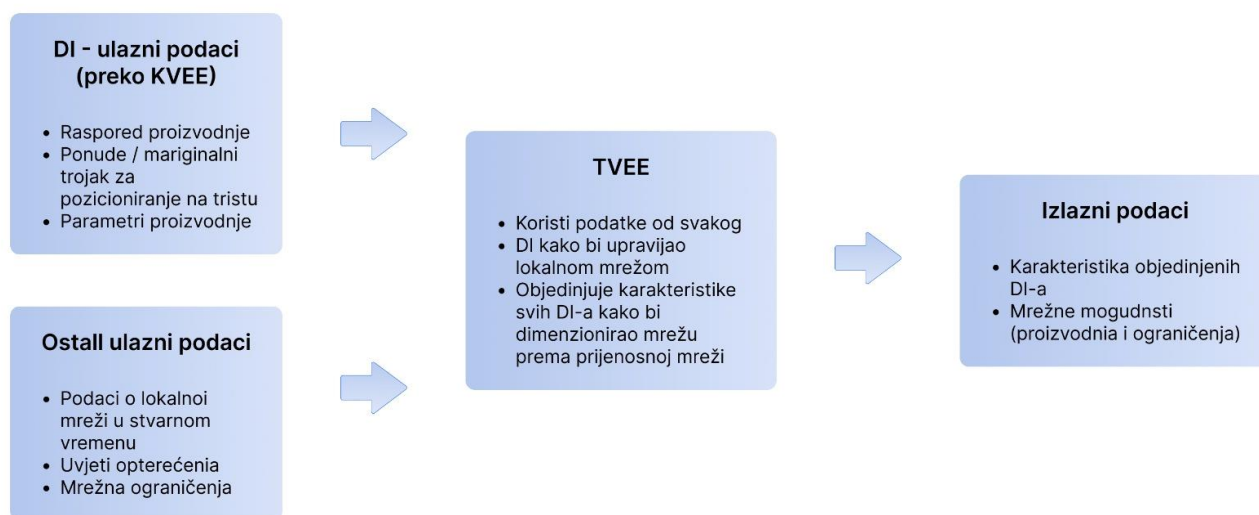 DI - ulazni podaci
(preko KVEE)
• Raspored proizvodnje
• Ponude / mariginalni
trojak za
pozicioniranje na tristu
• Parametri proizvodnje
Ostall ulazni podaci
• Podaci o lokalnoi
mreži u stvarnom
vremenu
• Uvjeti opterećenia
• Mrežna ograničenja
TVEE
• Koristi podatke od svakog
• DI kako bi upravijao
lokalnom mrežom
• Objedinjuje karakteristike
svih DI-a kako bi
dimenzionirao mrežu
prema prijenosnoj mreži
Izlazni podaci
• Karakteristika objedinjenih
DI-a
• Mrežne mogudnsti
(proizvodnia i ograničenja)